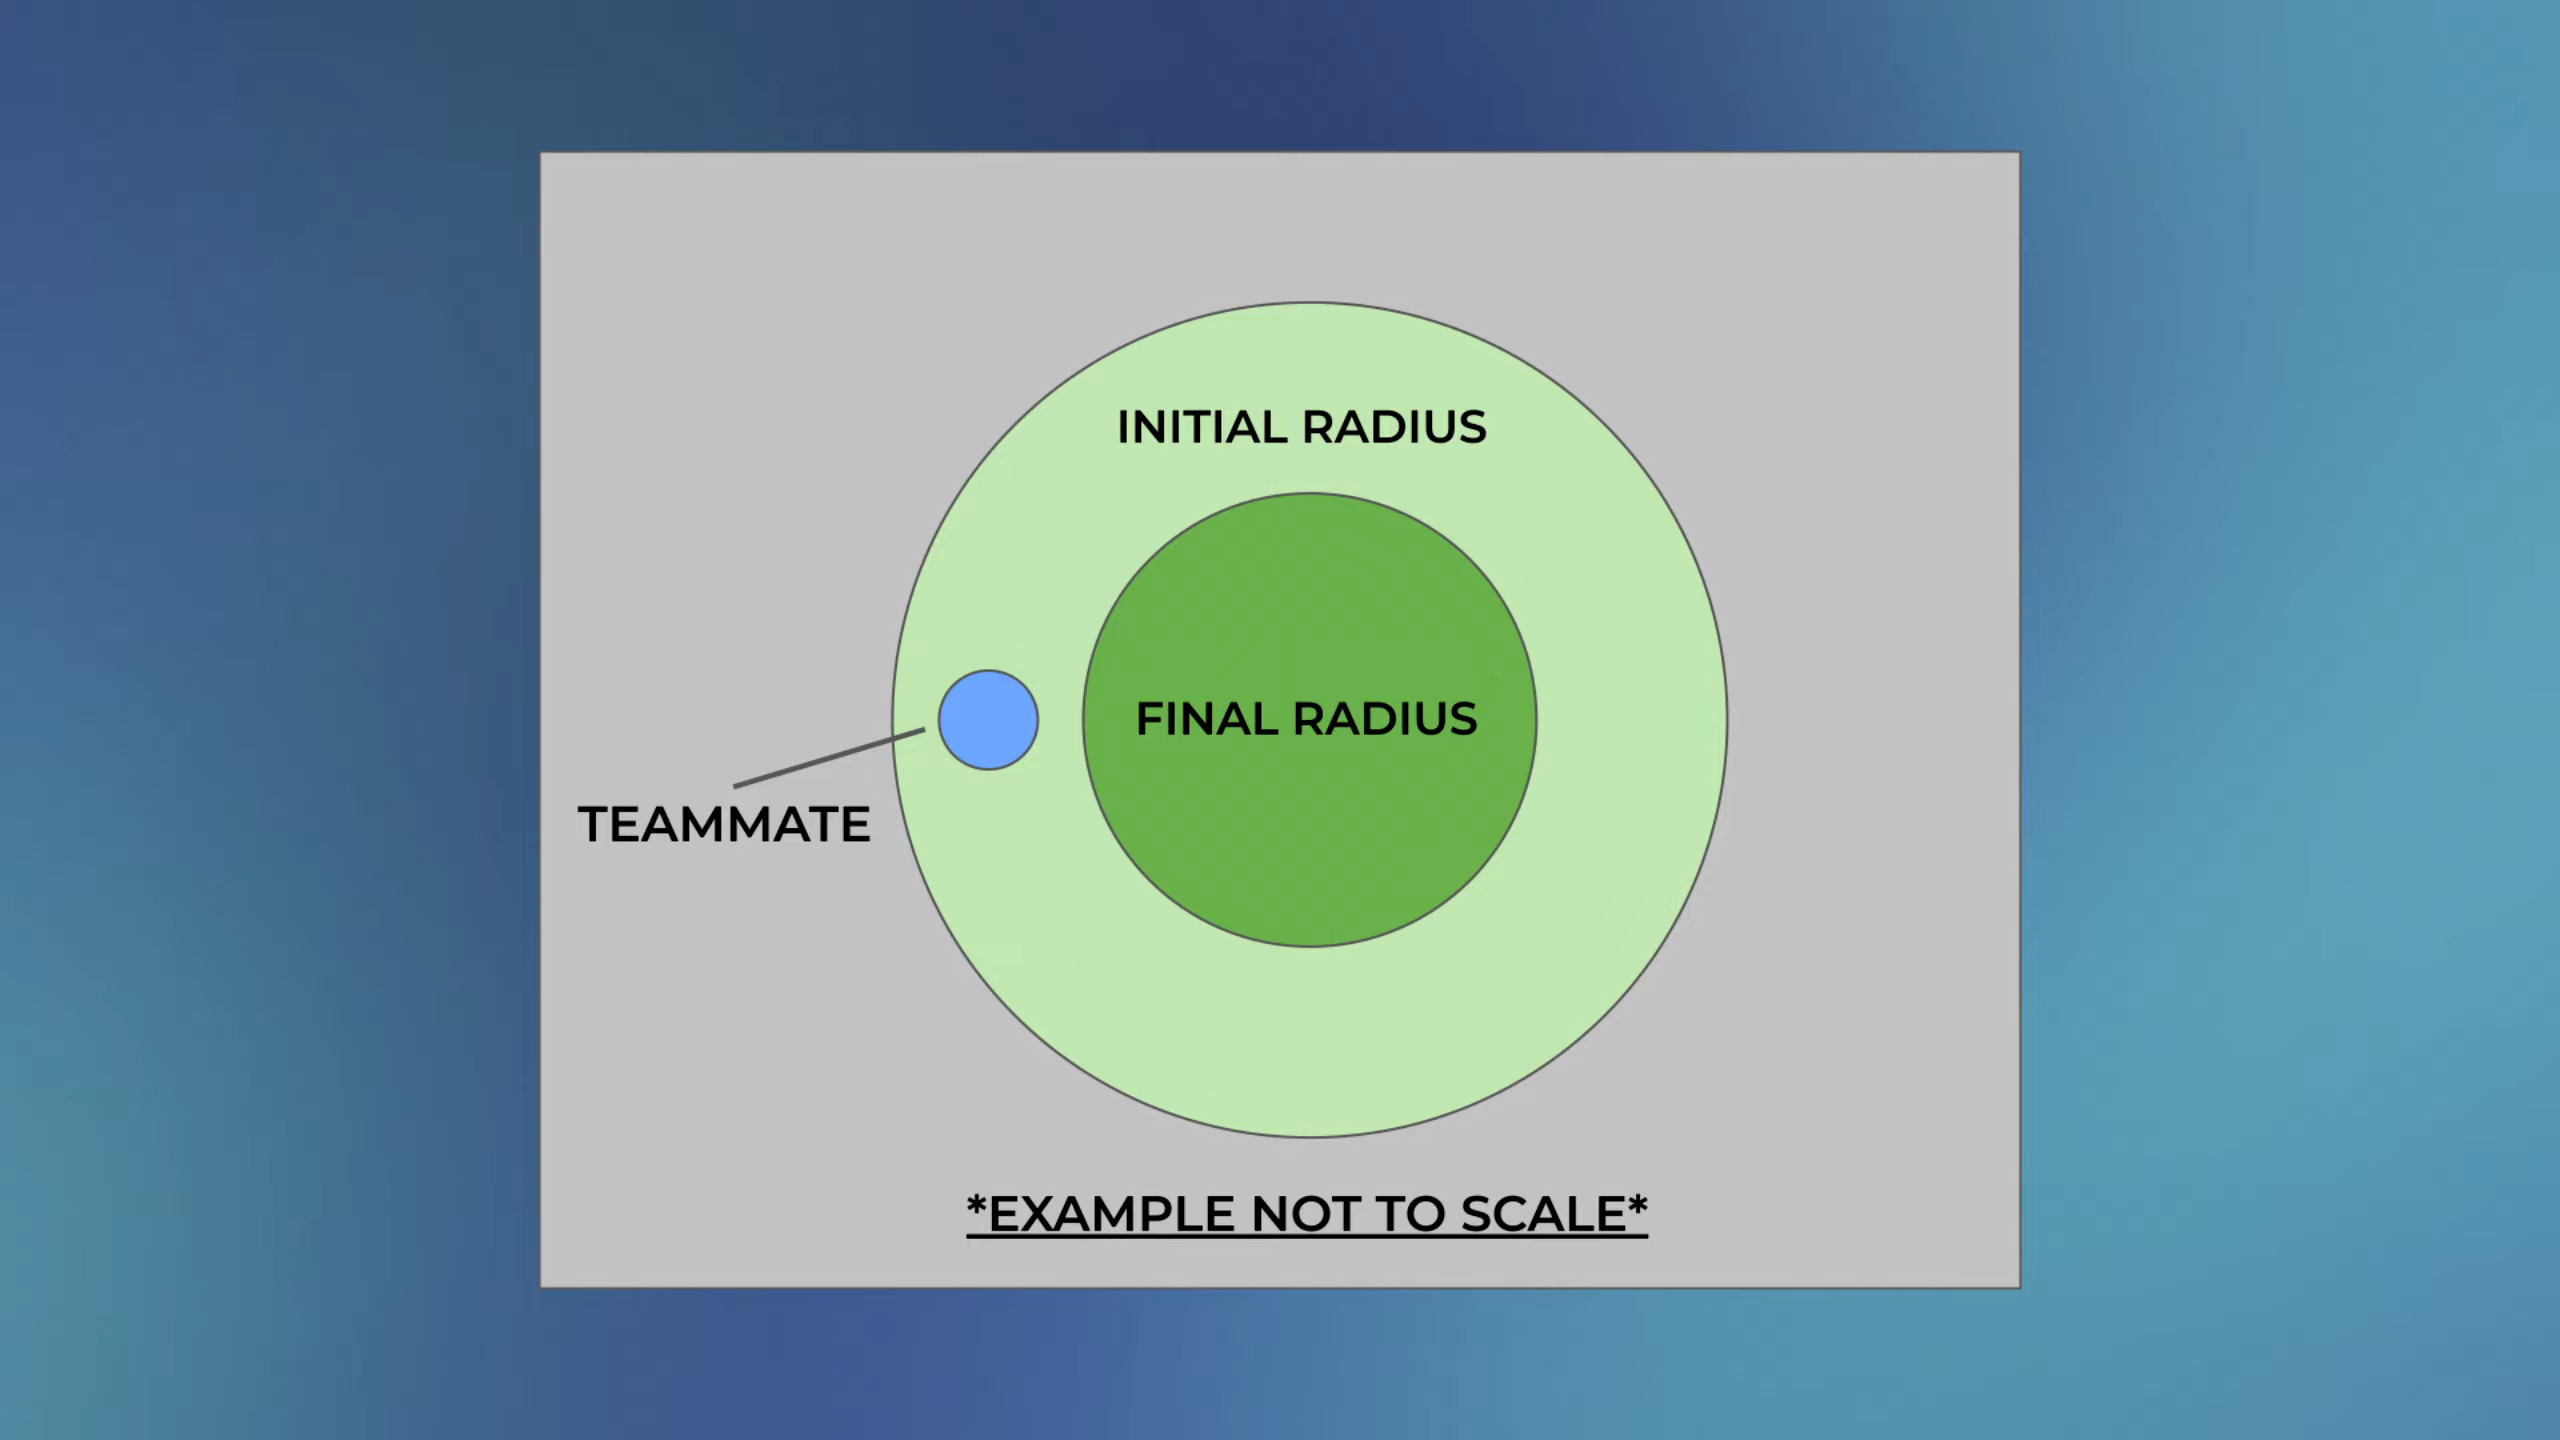 INITIAL RADIUS
FINAL RADIUS
TEAMMATE
*EXAMPLE NOT TO SCALE*